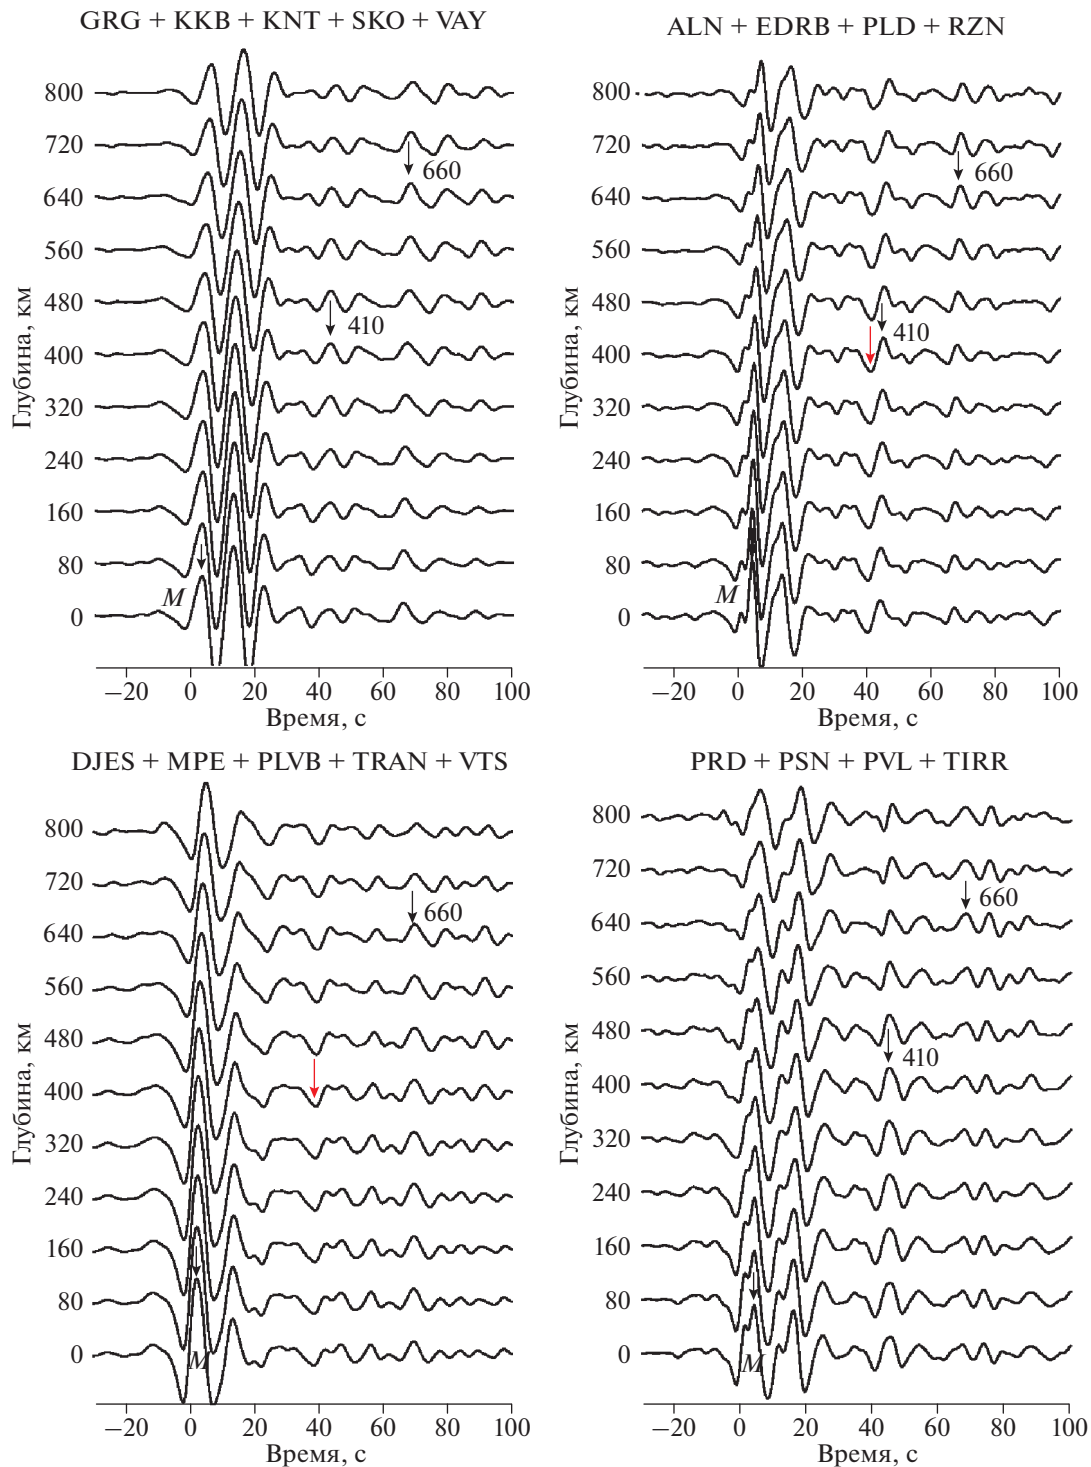 GRG + KKB + KNT + SKO + VAY
Глубина, км
800
720
660
640
560
480
410
400
320
240
160
80
M
0
−20 0 20 40 60 80 100
Время, с
ALN + EDRB + PLD + RZN
Глубина, км
800
720
660
640
560
480
410
400
320
240
160
80
M
0
−20 0 20 40 60 80 100
Время, с
DJES + MPE + PLVB + TRAN + VTS
Глубина, км
800
720
660
640
560
480
400
320
240
160
80
0
M
−20 0 20 40 60 80 100
Время, с
PRD + PSN + PVL + TIRR
Глубина, км
800
720
660
640
560
480
410
400
320
240
160
80
0
M
−20 0 20 40 60 80 100
Время, с